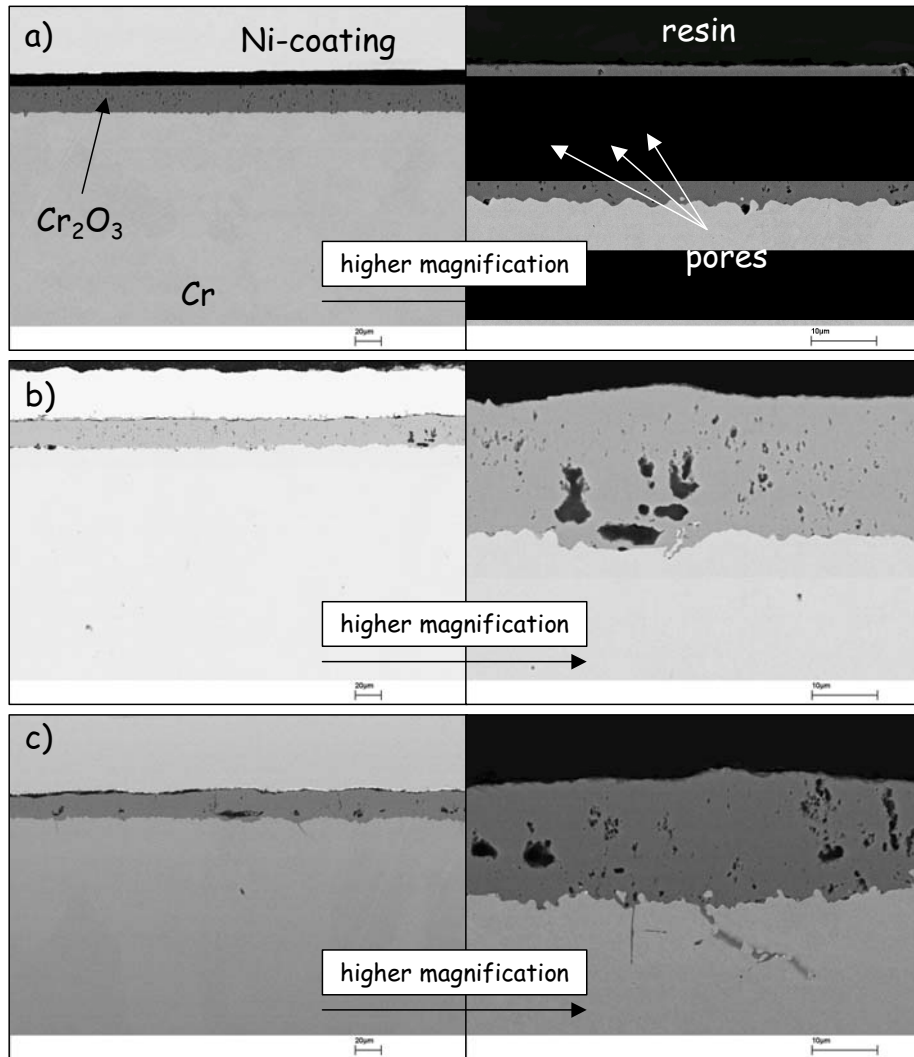 a)
Ni-coating
resin
Cr₂O₃
Cr
pores
higher magnification
20µm
10µm
b)
higher magnification
20µm
10µm
c)
higher magnification
20µm
10µm